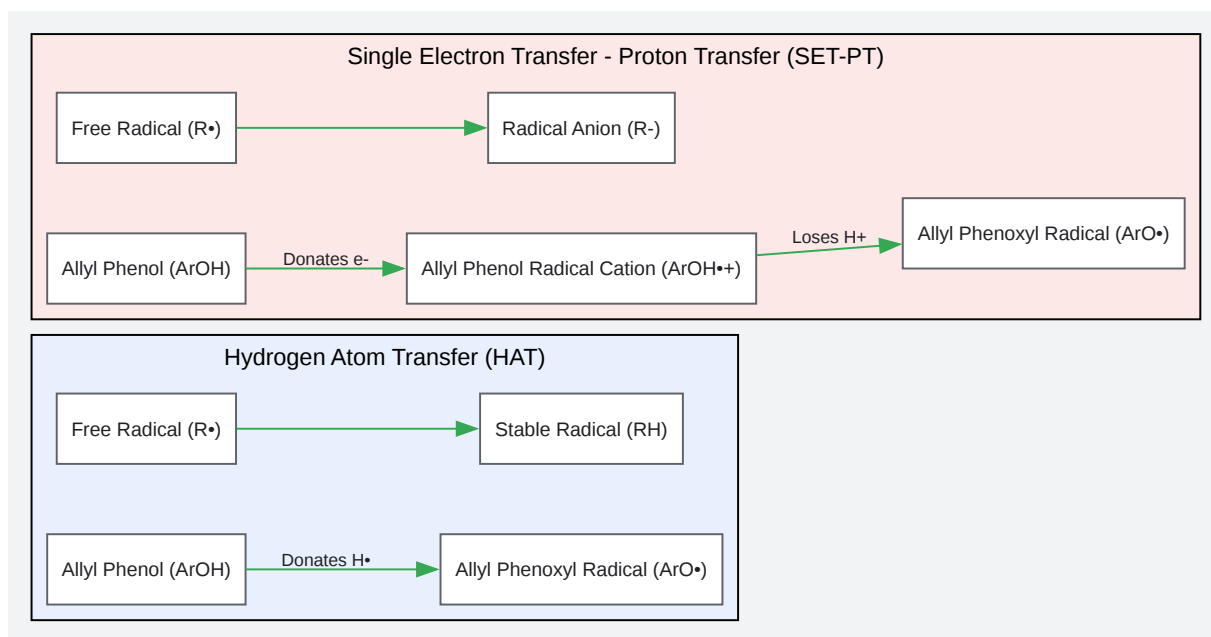 Single Electron Transfer - Proton Transfer (SET-PT)
Free Radical (R•)
Radical Anion (R-)
Allyl Phenol (ArOH)
Donates e-
Allyl Phenol Radical Cation (ArOH•+)
Loses H+
Allyl Phenoxyl Radical (ArO•)
Hydrogen Atom Transfer (HAT)
Free Radical (R•)
Stable Radical (RH)
Allyl Phenol (ArOH)
Donates H•
Allyl Phenoxyl Radical (ArO•)